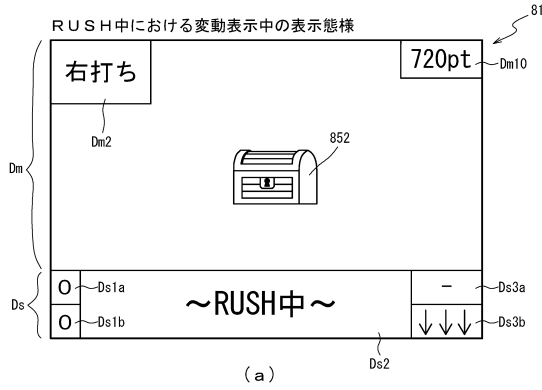 RUSH中における変動表示中の表示態様
81
右打ち
720pt
Dm10
Dm2
852
Dm
Ds
0
Ds1a
0
Ds1b
～RUSH中～
-
Ds3a
↓↓↓
Ds3b
Ds2
(a)